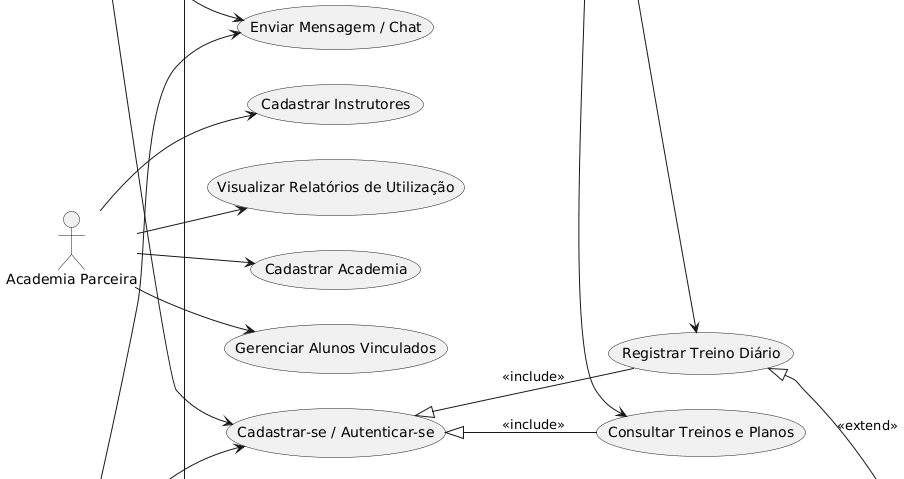 Enviar Mensagem / Chat
Cadastrar Instrutores
Visualizar Relatórios de Utilização
Academia Parceira
Cadastrar Academia
Gerenciar Alunos Vinculados
Registrar Treino Diário
«include»
Cadastrar-se / Autenticar-se
«include»
Consultar Treinos e Planos
«extend»